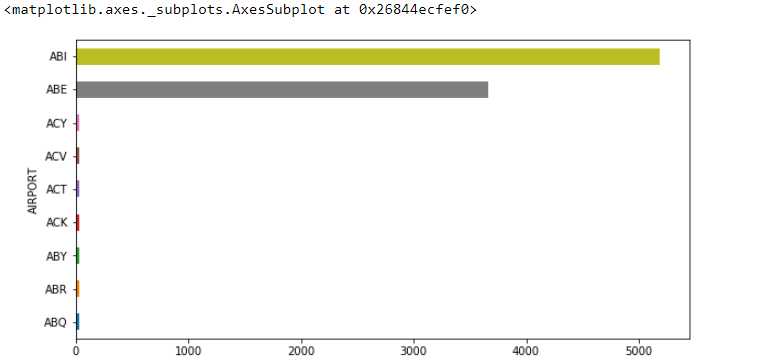 <matplotlib.axes._subplots.AxesSubplot at 0x26844ecfef0>
ABI
ABE
ACY
ACV
ACT
ACK
ABY
ABR
ABQ
AIRPORT
0 1000 2000 3000 4000 5000